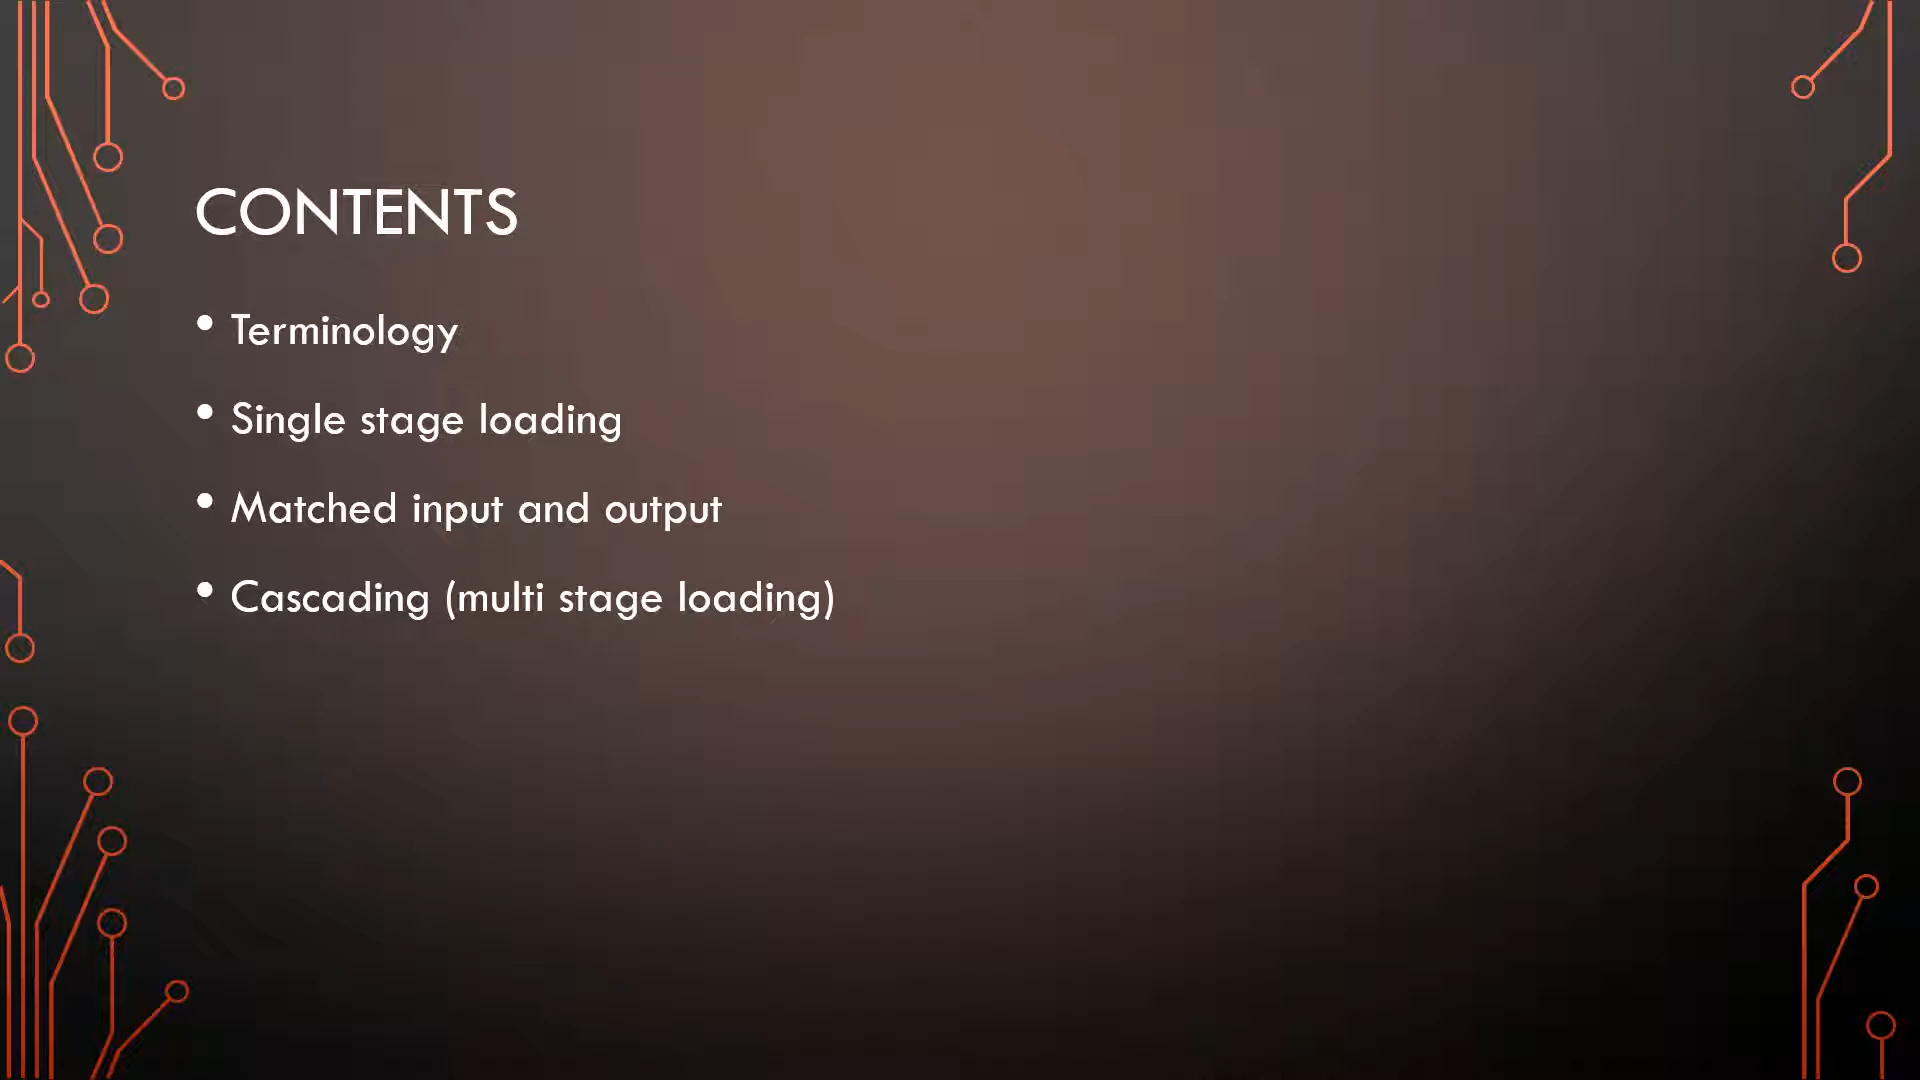 CONTENTS
• Terminology
• Single stage loading
• Matched input and output
• Cascading (multi stage loading)